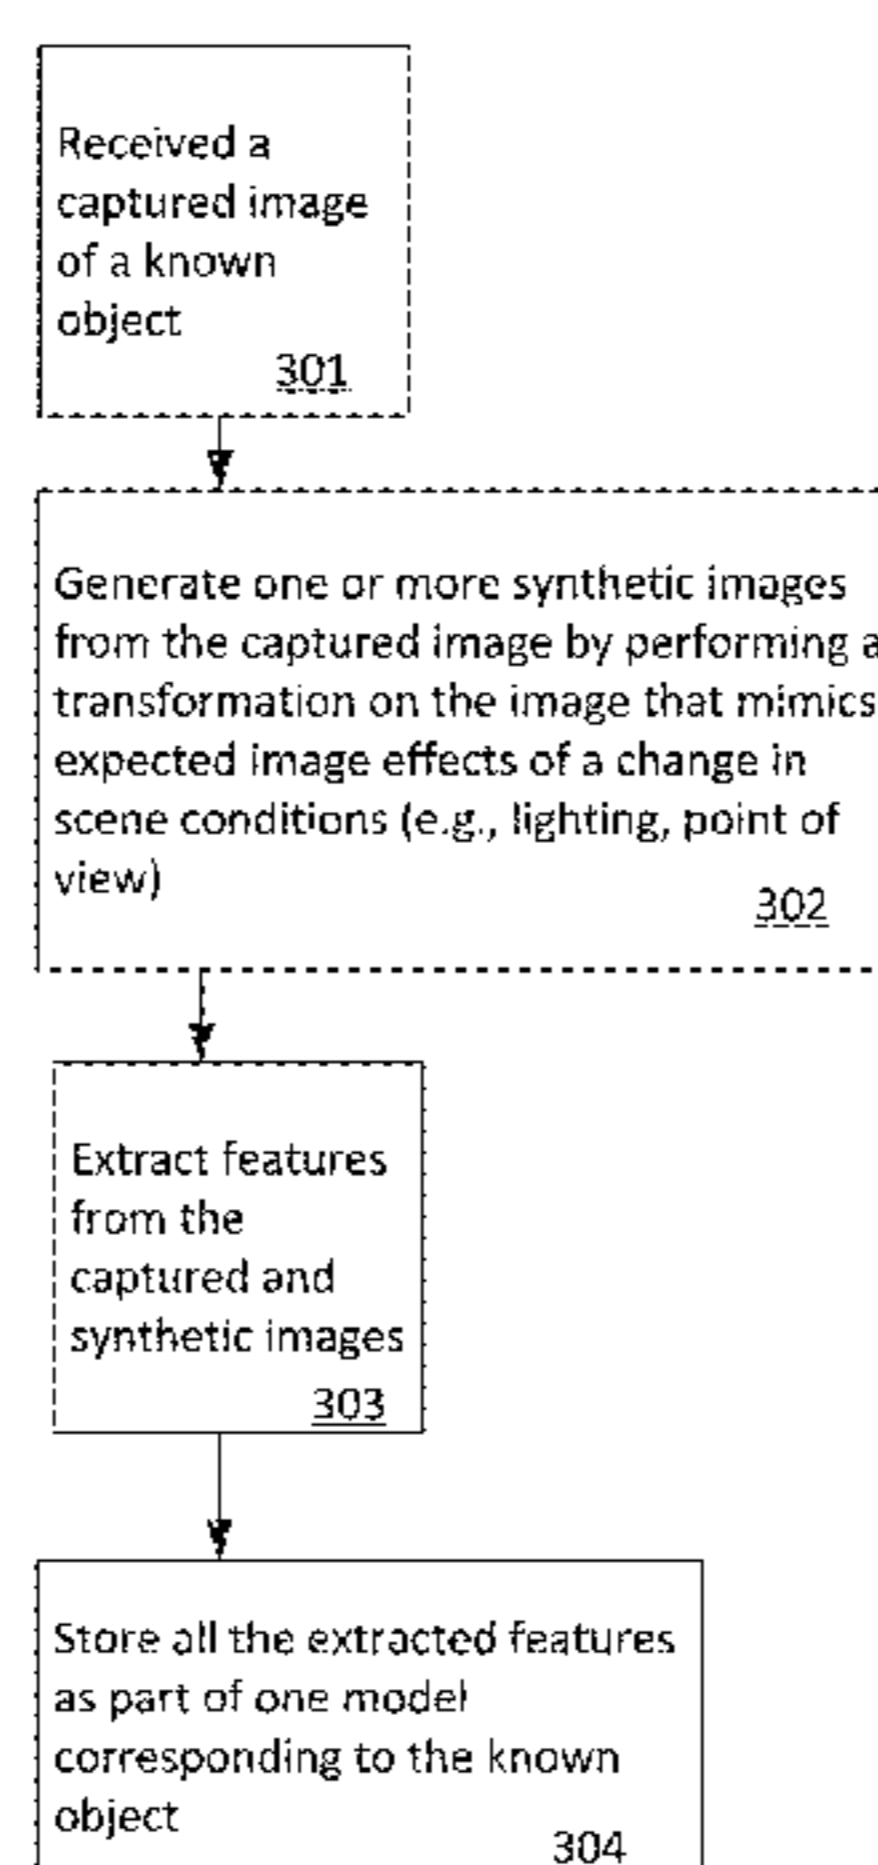 Received a
captured image
of a known
object
301
Generate one or more synthetic images
from the captured image by performing a
transformation on the image that mimics
expected image effects of a change in
scene conditions (e.g., lighting, point of
view)
302
Extract features
from the
captured and
synthetic images
303
Store all the extracted features
as part of one model
corresponding to the known
object
304